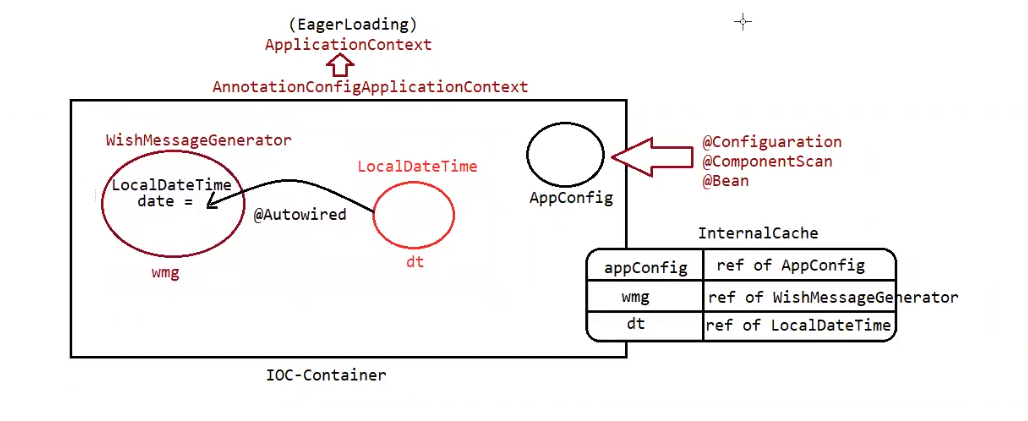 (EagerLoading)
ApplicationContext
AnnotationConfigApplicationContext
WishMessageGenerator
LocalDateTime
date =
wmg
@Autowired
LocalDateTime
dt
AppConfig
@Configuaration
@ComponentScan
@Bean
InternalCache
appConfig ref of AppConfig
wmg ref of WishMessageGenerator
dt ref of LocalDateTime
IOC-Container